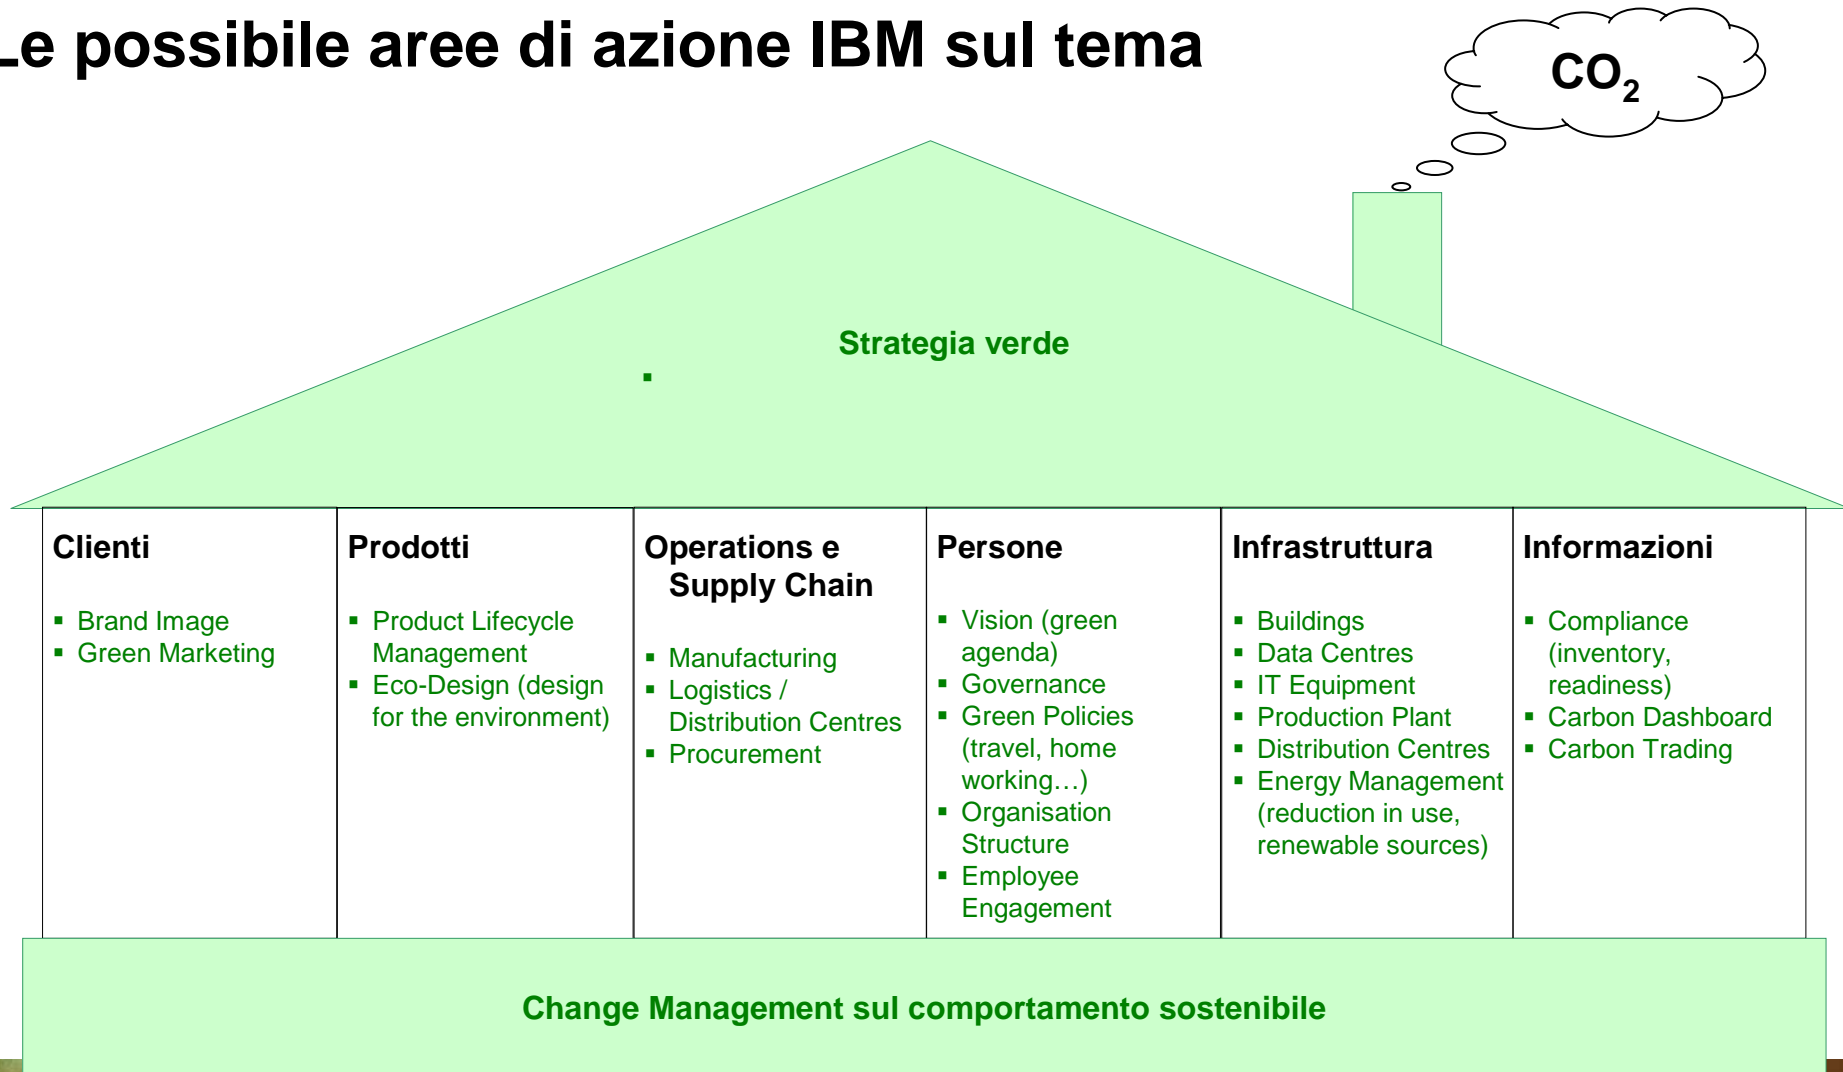 Le possibile aree di azione IBM sul tema
CO2
Strategia verde
Clienti
▪ Brand Image
▪ Green Marketing
Prodotti
▪ Product Lifecycle
Management
▪ Eco-Design (design
for the environment)
Operations e
Supply Chain
▪ Manufacturing
▪ Logistics /
Distribution Centres
▪ Procurement
Persone
▪ Vision (green
agenda)
▪ Governance
▪ Green Policies
(travel, home
working…)
▪ Organisation
Structure
▪ Employee
Engagement
Infrastruttura
▪ Buildings
▪ Data Centres
▪ IT Equipment
▪ Production Plant
▪ Distribution Centres
▪ Energy Management
(reduction in use,
renewable sources)
Informazioni
▪ Compliance
(inventory,
readiness)
▪ Carbon Dashboard
▪ Carbon Trading
Change Management sul comportamento sostenibile